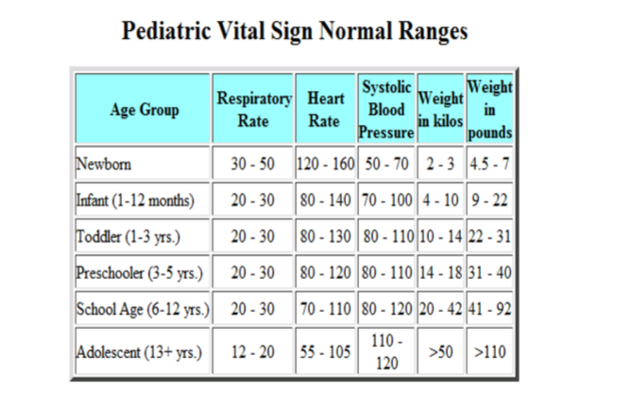 Pediatric Vital Sign Normal Ranges
Age Group Respiratory Rate Heart Rate Systolic Blood Pressure Weight in kilos Weight in pounds
Newborn 30 - 50 120 - 160 50 - 70 2 - 3 4.5 - 7
Infant (1-12 months) 20 - 30 80 - 140 70 - 100 4 - 10 9 - 22
Toddler (1-3 yrs.) 20 - 30 80 - 130 80 - 110 10 - 14 22 - 31
Preschooler (3-5 yrs.) 20 - 30 80 - 120 80 - 110 14 - 18 31 - 40
School Age (6-12 yrs.) 20 - 30 70 - 110 80 - 120 20 - 42 41 - 92
Adolescent (13+ yrs.) 12 - 20 55 - 105 110 - 120 >50 >110